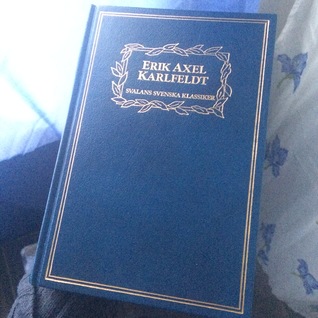 ERIK AXEL
KARLFELDT
SVALANS SVENSKA KLASSIKER